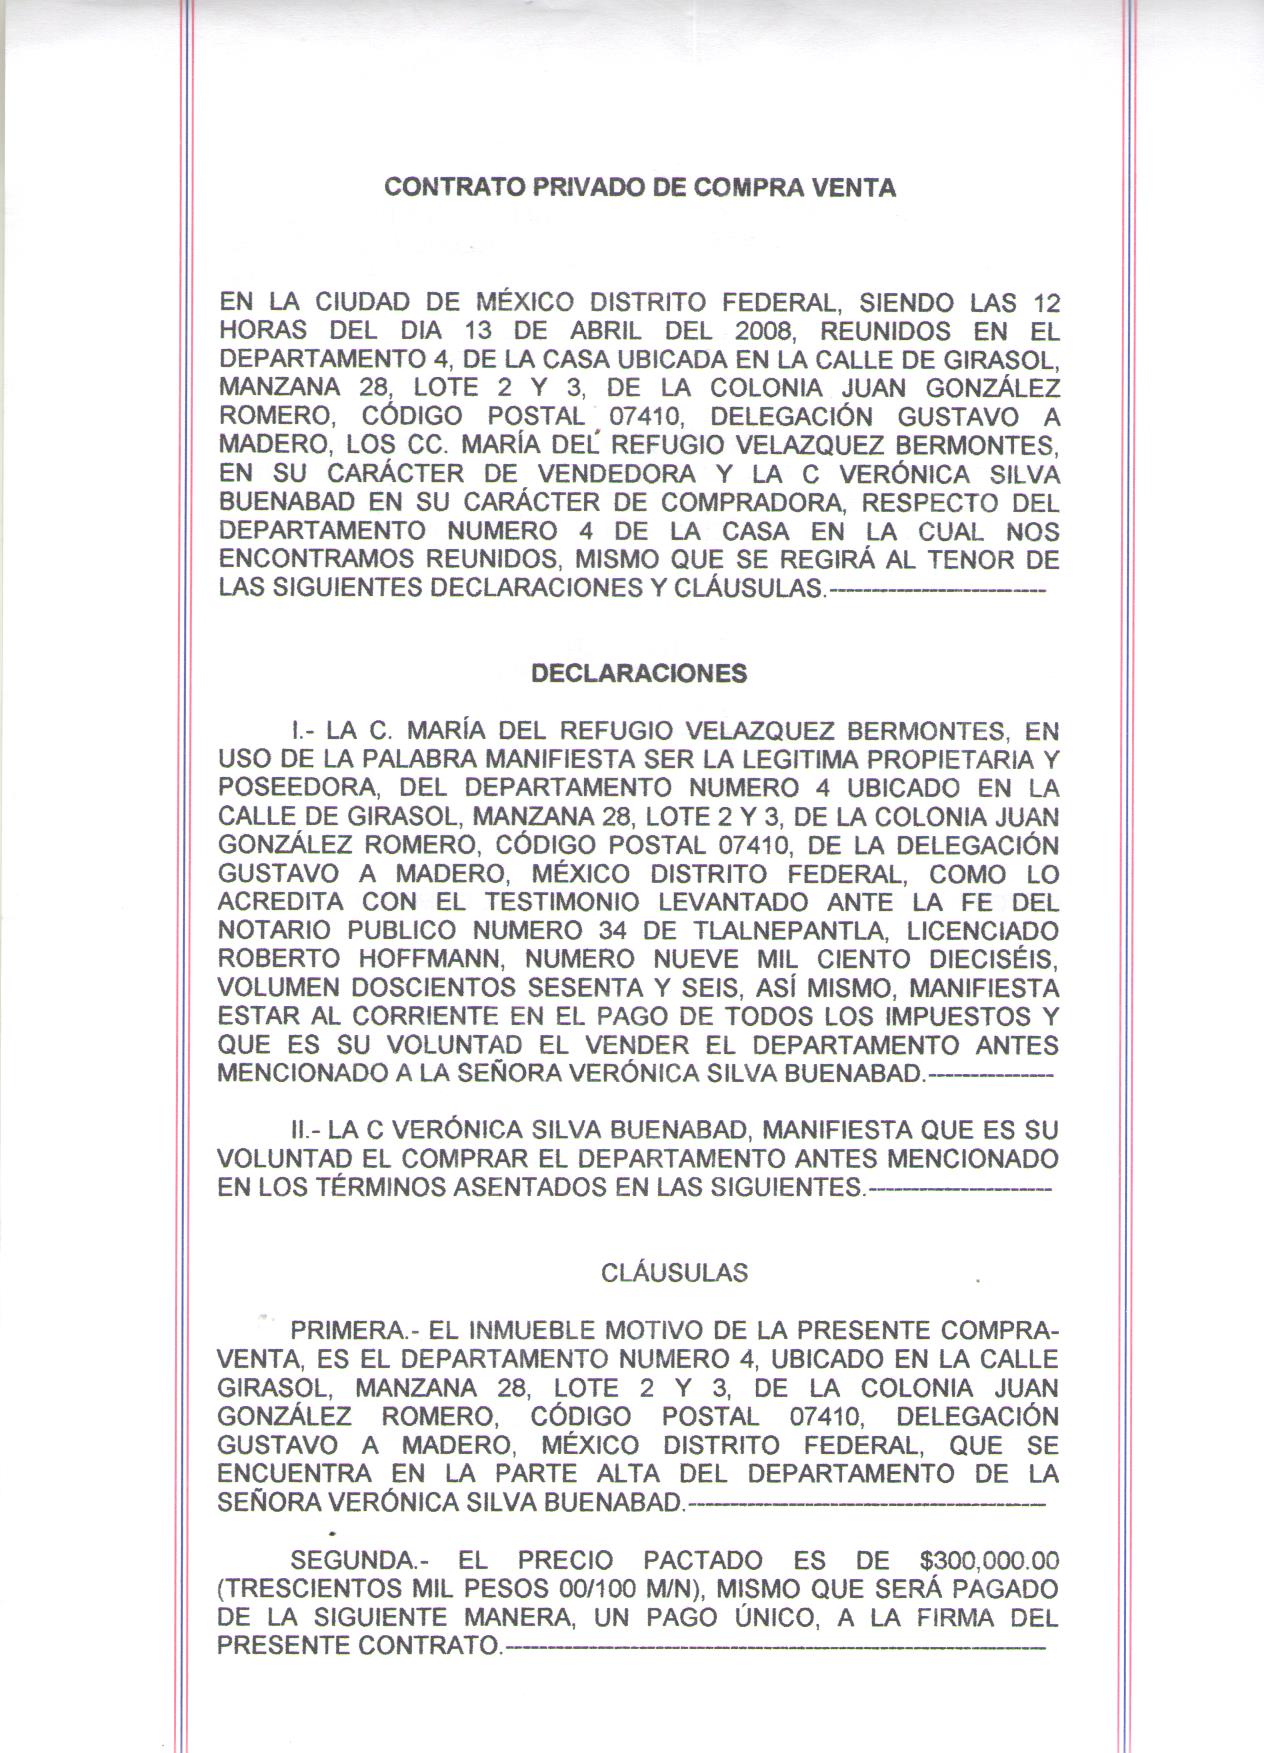 CONTRATO PRIVADO DE COMPRA VENTA
EN LA CIUDAD DE MÉXICO DISTRITO FEDERAL, SIENDO LAS 12
HORAS DEL DIA 13 DE ABRIL DEL 2008, REUNIDOS EN EL
DEPARTAMENTO 4, DE LA CASA UBICADA EN LA CALLE DE GIRASOL,
MANZANA 28, LOTE 2 Y 3, DE LA COLONIA JUAN GONZÁLEZ
ROMERO, CÓDIGO POSTAL 07410, DELEGACIÓN GUSTAVO A
MADERO, LOS CC. MARÍA DEL REFUGIO VELAZQUEZ BERMONTES,
EN SU CARÁCTER DE VENDEDORA Y LA C VERÓNICA SILVA
BUENABAD EN SU CARÁCTER DE COMPRADORA, RESPECTO DEL
DEPARTAMENTO NUMERO 4 DE LA CASA EN LA CUAL NOS
ENCONTRAMOS REUNIDOS, MISMO QUE SE REGIRÁ AL TENOR DE
LAS SIGUIENTES DECLARACIONES Y CLÁUSULAS.--------------------------
DECLARACIONES
I.- LA C. MARÍA DEL REFUGIO VELAZQUEZ BERMONTES, EN
USO DE LA PALABRA MANIFIESTA SER LA LEGITIMA PROPIETARIA Y
POSEEDORA, DEL DEPARTAMENTO NUMERO 4 UBICADO EN LA
CALLE DE GIRASOL, MANZANA 28, LOTE 2 Y 3, DE LA COLONIA JUAN
GONZÁLEZ ROMERO, CÓDIGO POSTAL 07410, DE LA DELEGACIÓN
GUSTAVO A MADERO, MÉXICO DISTRITO FEDERAL, COMO LO
ACREDITA CON EL TESTIMONIO LEVANTADO ANTE LA FE DEL
NOTARIO PUBLICO NUMERO 34 DE TLALNEPANTLA, LICENCIADO
ROBERTO HOFFMANN, NUMERO NUEVE MIL CIENTO DIECISÉIS,
VOLUMEN DOSCIENTOS SESENTA Y SEIS, ASÍ MISMO, MANIFIESTA
ESTAR AL CORRIENTE EN EL PAGO DE TODOS LOS IMPUESTOS Y
QUE ES SU VOLUNTAD EL VENDER EL DEPARTAMENTO ANTES
MENCIONADO A LA SEÑORA VERÓNICA SILVA BUENABAD.---------------
II.- LA C VERÓNICA SILVA BUENABAD, MANIFIESTA QUE ES SU
VOLUNTAD EL COMPRAR EL DEPARTAMENTO ANTES MENCIONADO
EN LOS TÉRMINOS ASENTADOS EN LAS SIGUIENTES.----------------------
CLÁUSULAS
PRIMERA.- EL INMUEBLE MOTIVO DE LA PRESENTE COMPRA-
VENTA, ES EL DEPARTAMENTO NUMERO 4, UBICADO EN LA CALLE
GIRASOL, MANZANA 28, LOTE 2 Y 3, DE LA COLONIA JUAN
GONZÁLEZ ROMERO, CÓDIGO POSTAL 07410, DELEGACIÓN
GUSTAVO A MADERO, MÉXICO DISTRITO FEDERAL, QUE SE
ENCUENTRA EN LA PARTE ALTA DEL DEPARTAMENTO DE LA
SEÑORA VERÓNICA SILVA BUENABAD.-------------------------------------------
SEGUNDA.- EL PRECIO PACTADO ES DE $300,000.00
(TRESCIENTOS MIL PESOS 00/100 M/N), MISMO QUE SERÁ PAGADO
DE LA SIGUIENTE MANERA, UN PAGO ÚNICO, A LA FIRMA DEL
PRESENTE CONTRATO.-----------------------------------------------------------------